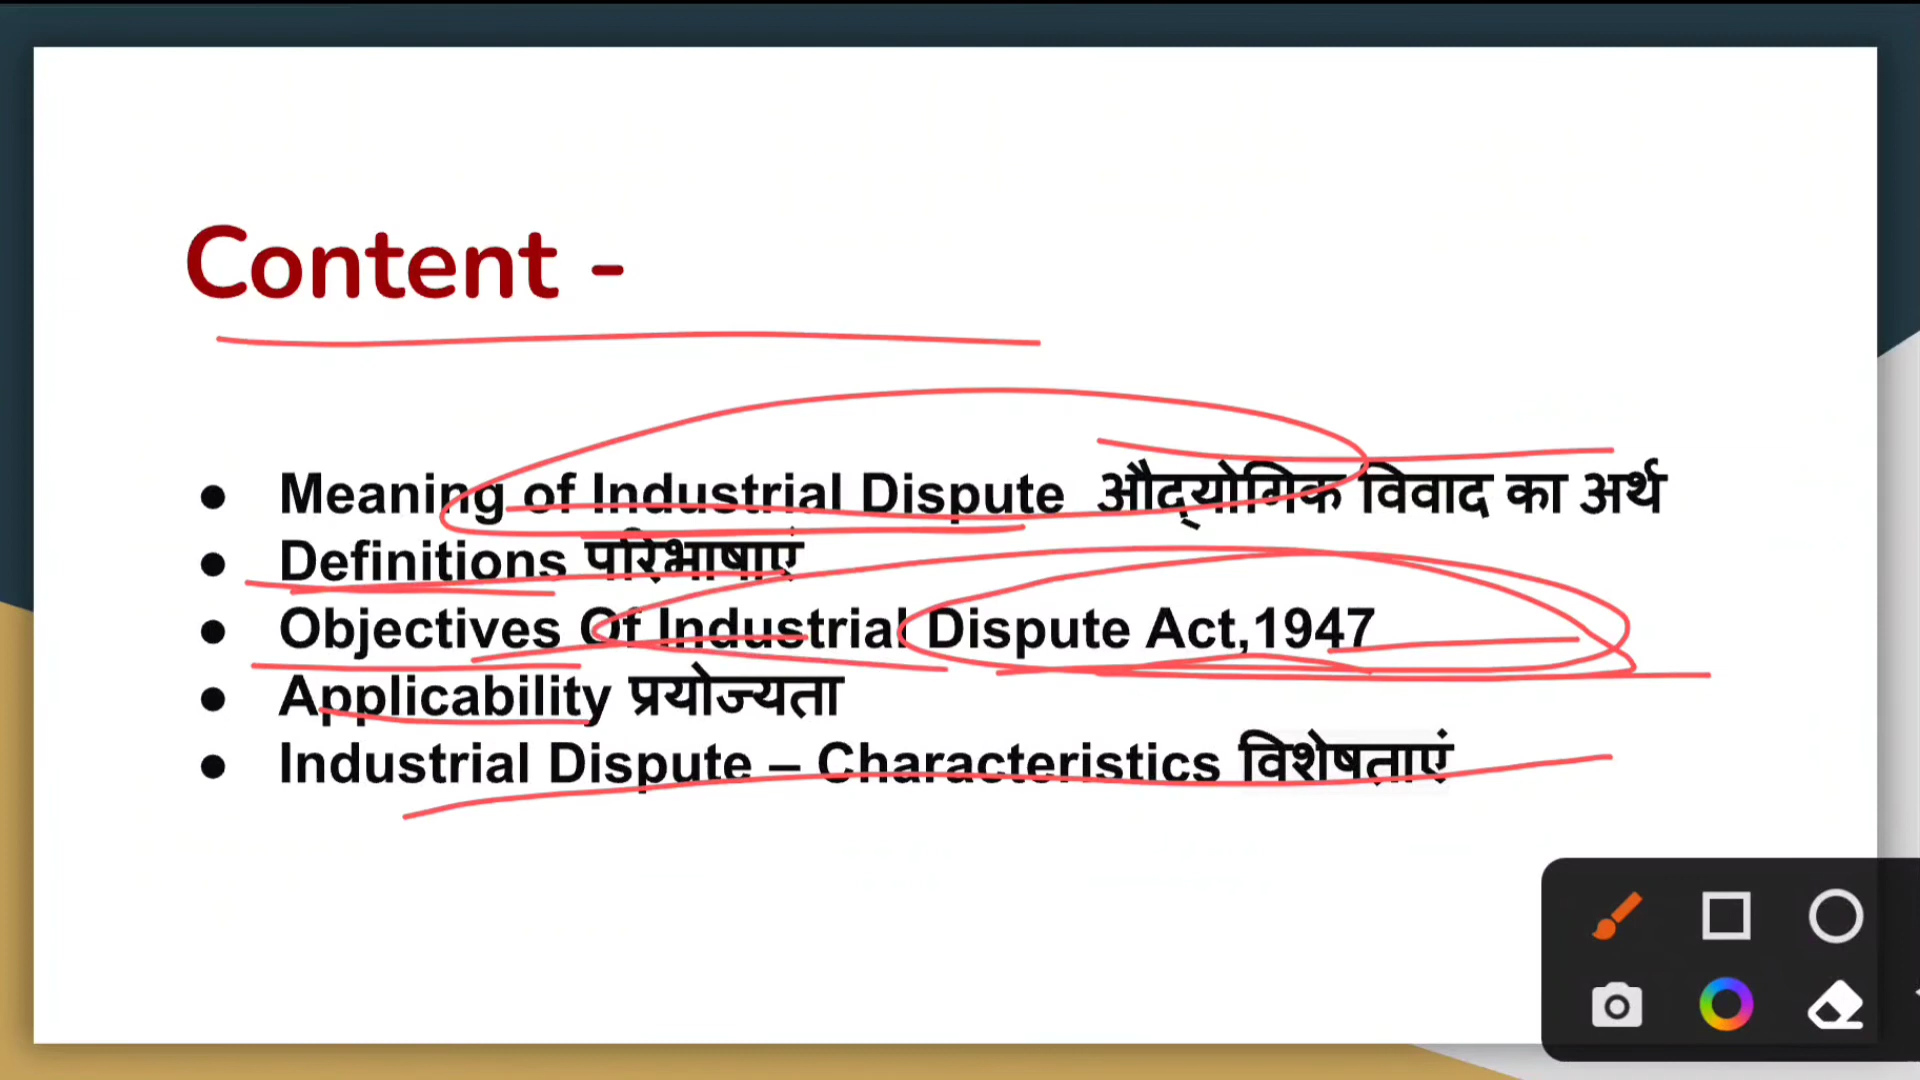 Content -
● Meaning of Industrial Dispute औद्योगिक विवाद का अर्थ
● Definitions परिभाषाएं
● Objectives Of Industrial Dispute Act,1947
● Applicability प्रयोज्यता
● Industrial Dispute – Characteristics विशेषताएं